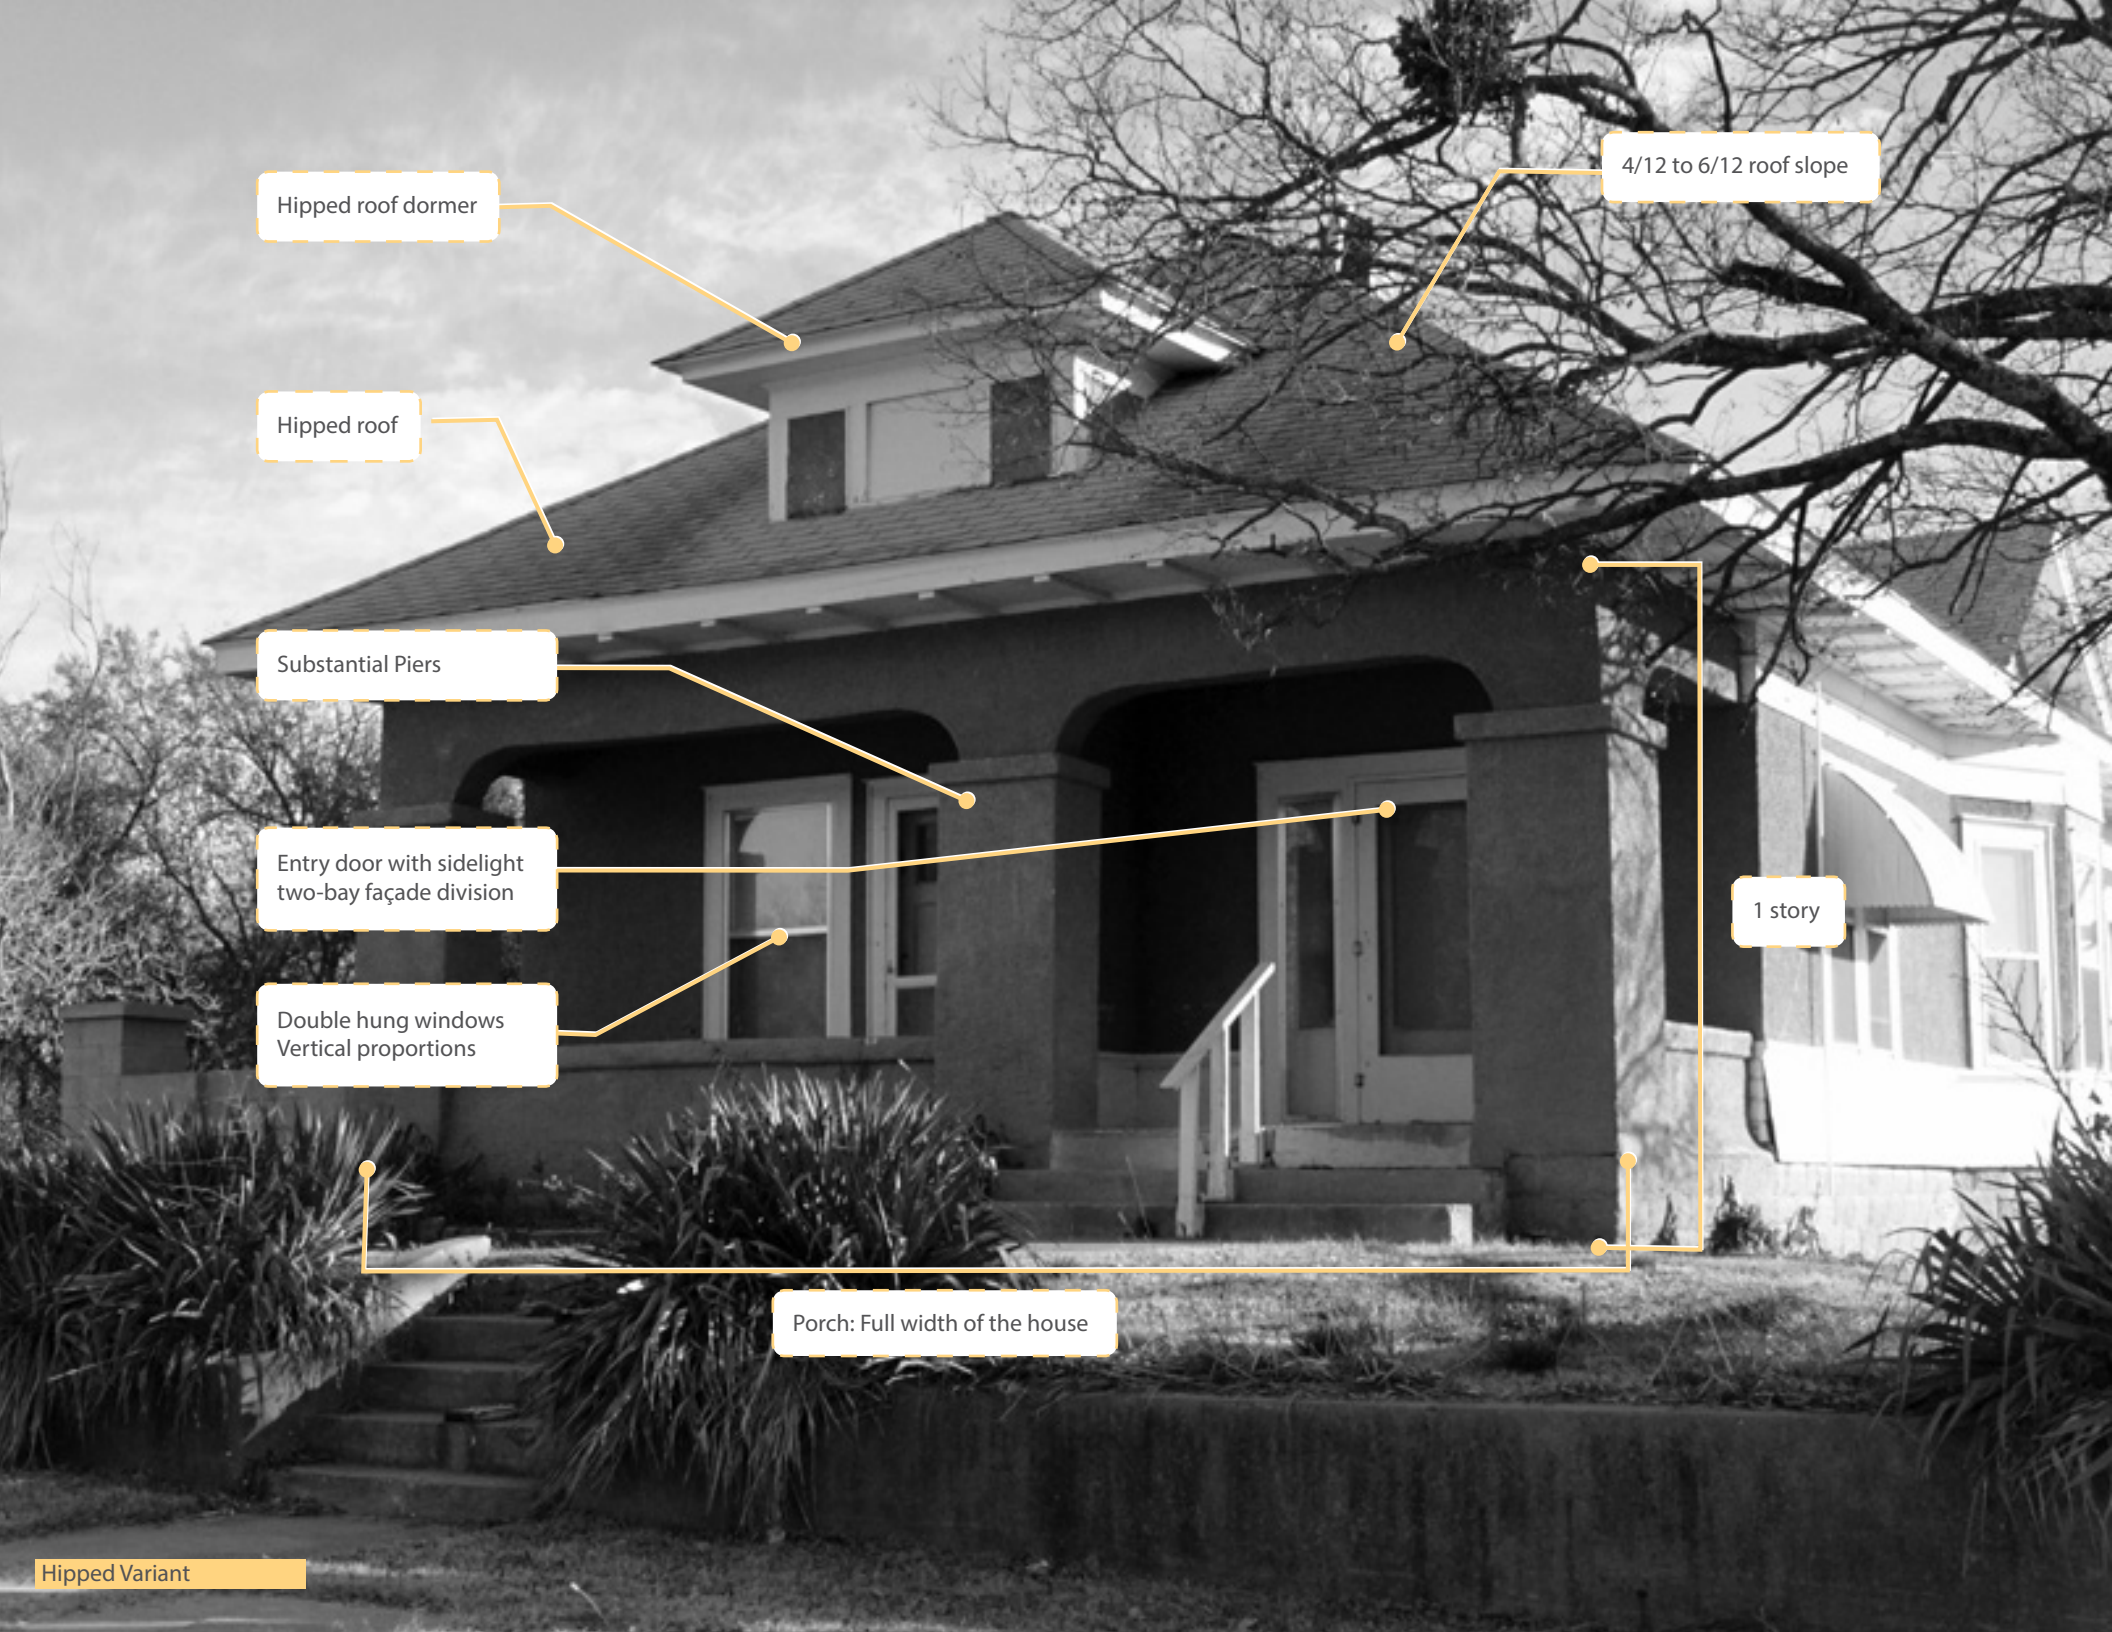 Hipped roof dormer
4/12 to 6/12 roof slope
Hipped roof
Substantial Piers
Entry door with sidelight
two-bay façade division
1 story
Double hung windows
Vertical proportions
Porch: Full width of the house
Hipped Variant